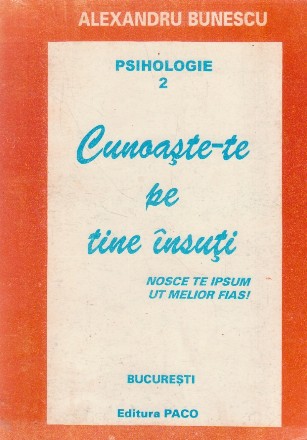 ALEXANDRU BUNESCU
PSIHOLOGIE
2
Cunoaşte-te
pe
tine însuţi
NOSCE TE IPSUM
UT MELIOR FIAS!
BUCUREŞTI
Editura PACO